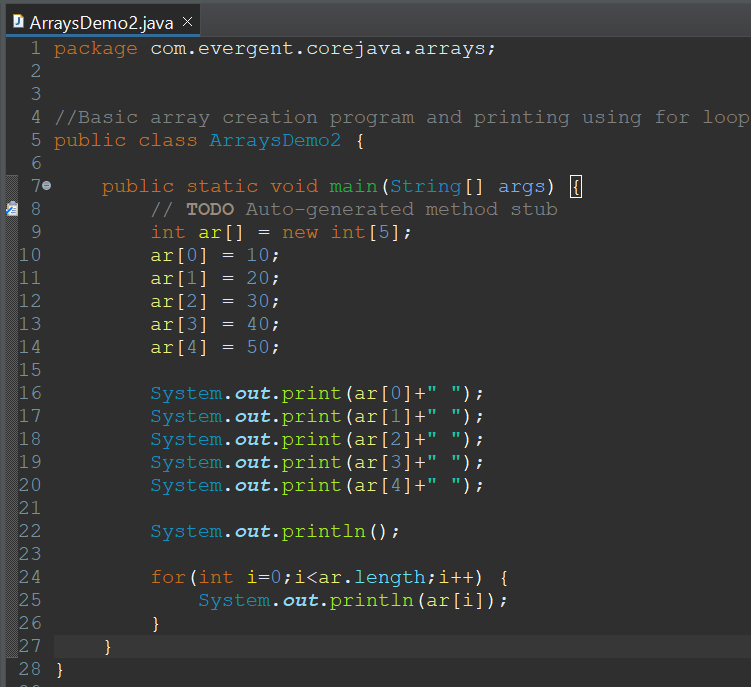 ArraysDemo2.java
1 package com.evergent.corejava.arrays;
2
3
4 //Basic array creation program and printing using for loop
5 public class ArraysDemo2 {
6
7     public static void main(String[] args) {
8         // TODO Auto-generated method stub
9         int ar[] = new int[5];
10         ar[0] = 10;
11         ar[1] = 20;
12         ar[2] = 30;
13         ar[3] = 40;
14         ar[4] = 50;
15
16         System.out.print(ar[0]+" ");
17         System.out.print(ar[1]+" ");
18         System.out.print(ar[2]+" ");
19         System.out.print(ar[3]+" ");
20         System.out.print(ar[4]+" ");
21
22         System.out.println();
23
24         for(int i=0;i<ar.length;i++) {
25             System.out.println(ar[i]);
26         }
27     }
28 }